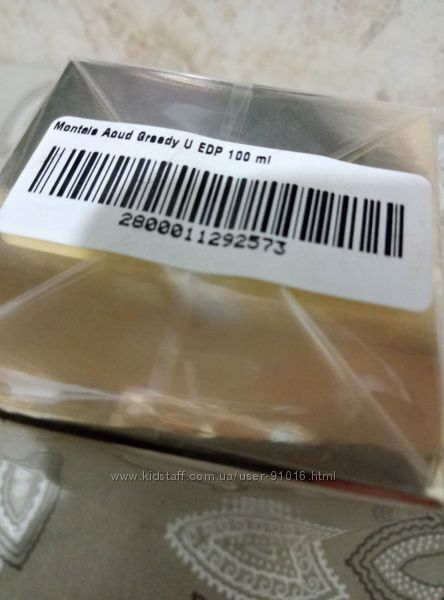 Montale Aoud Greedy U EDP 100 ml
2800011292573
www.kidstaff.com.ua/user-91016.html